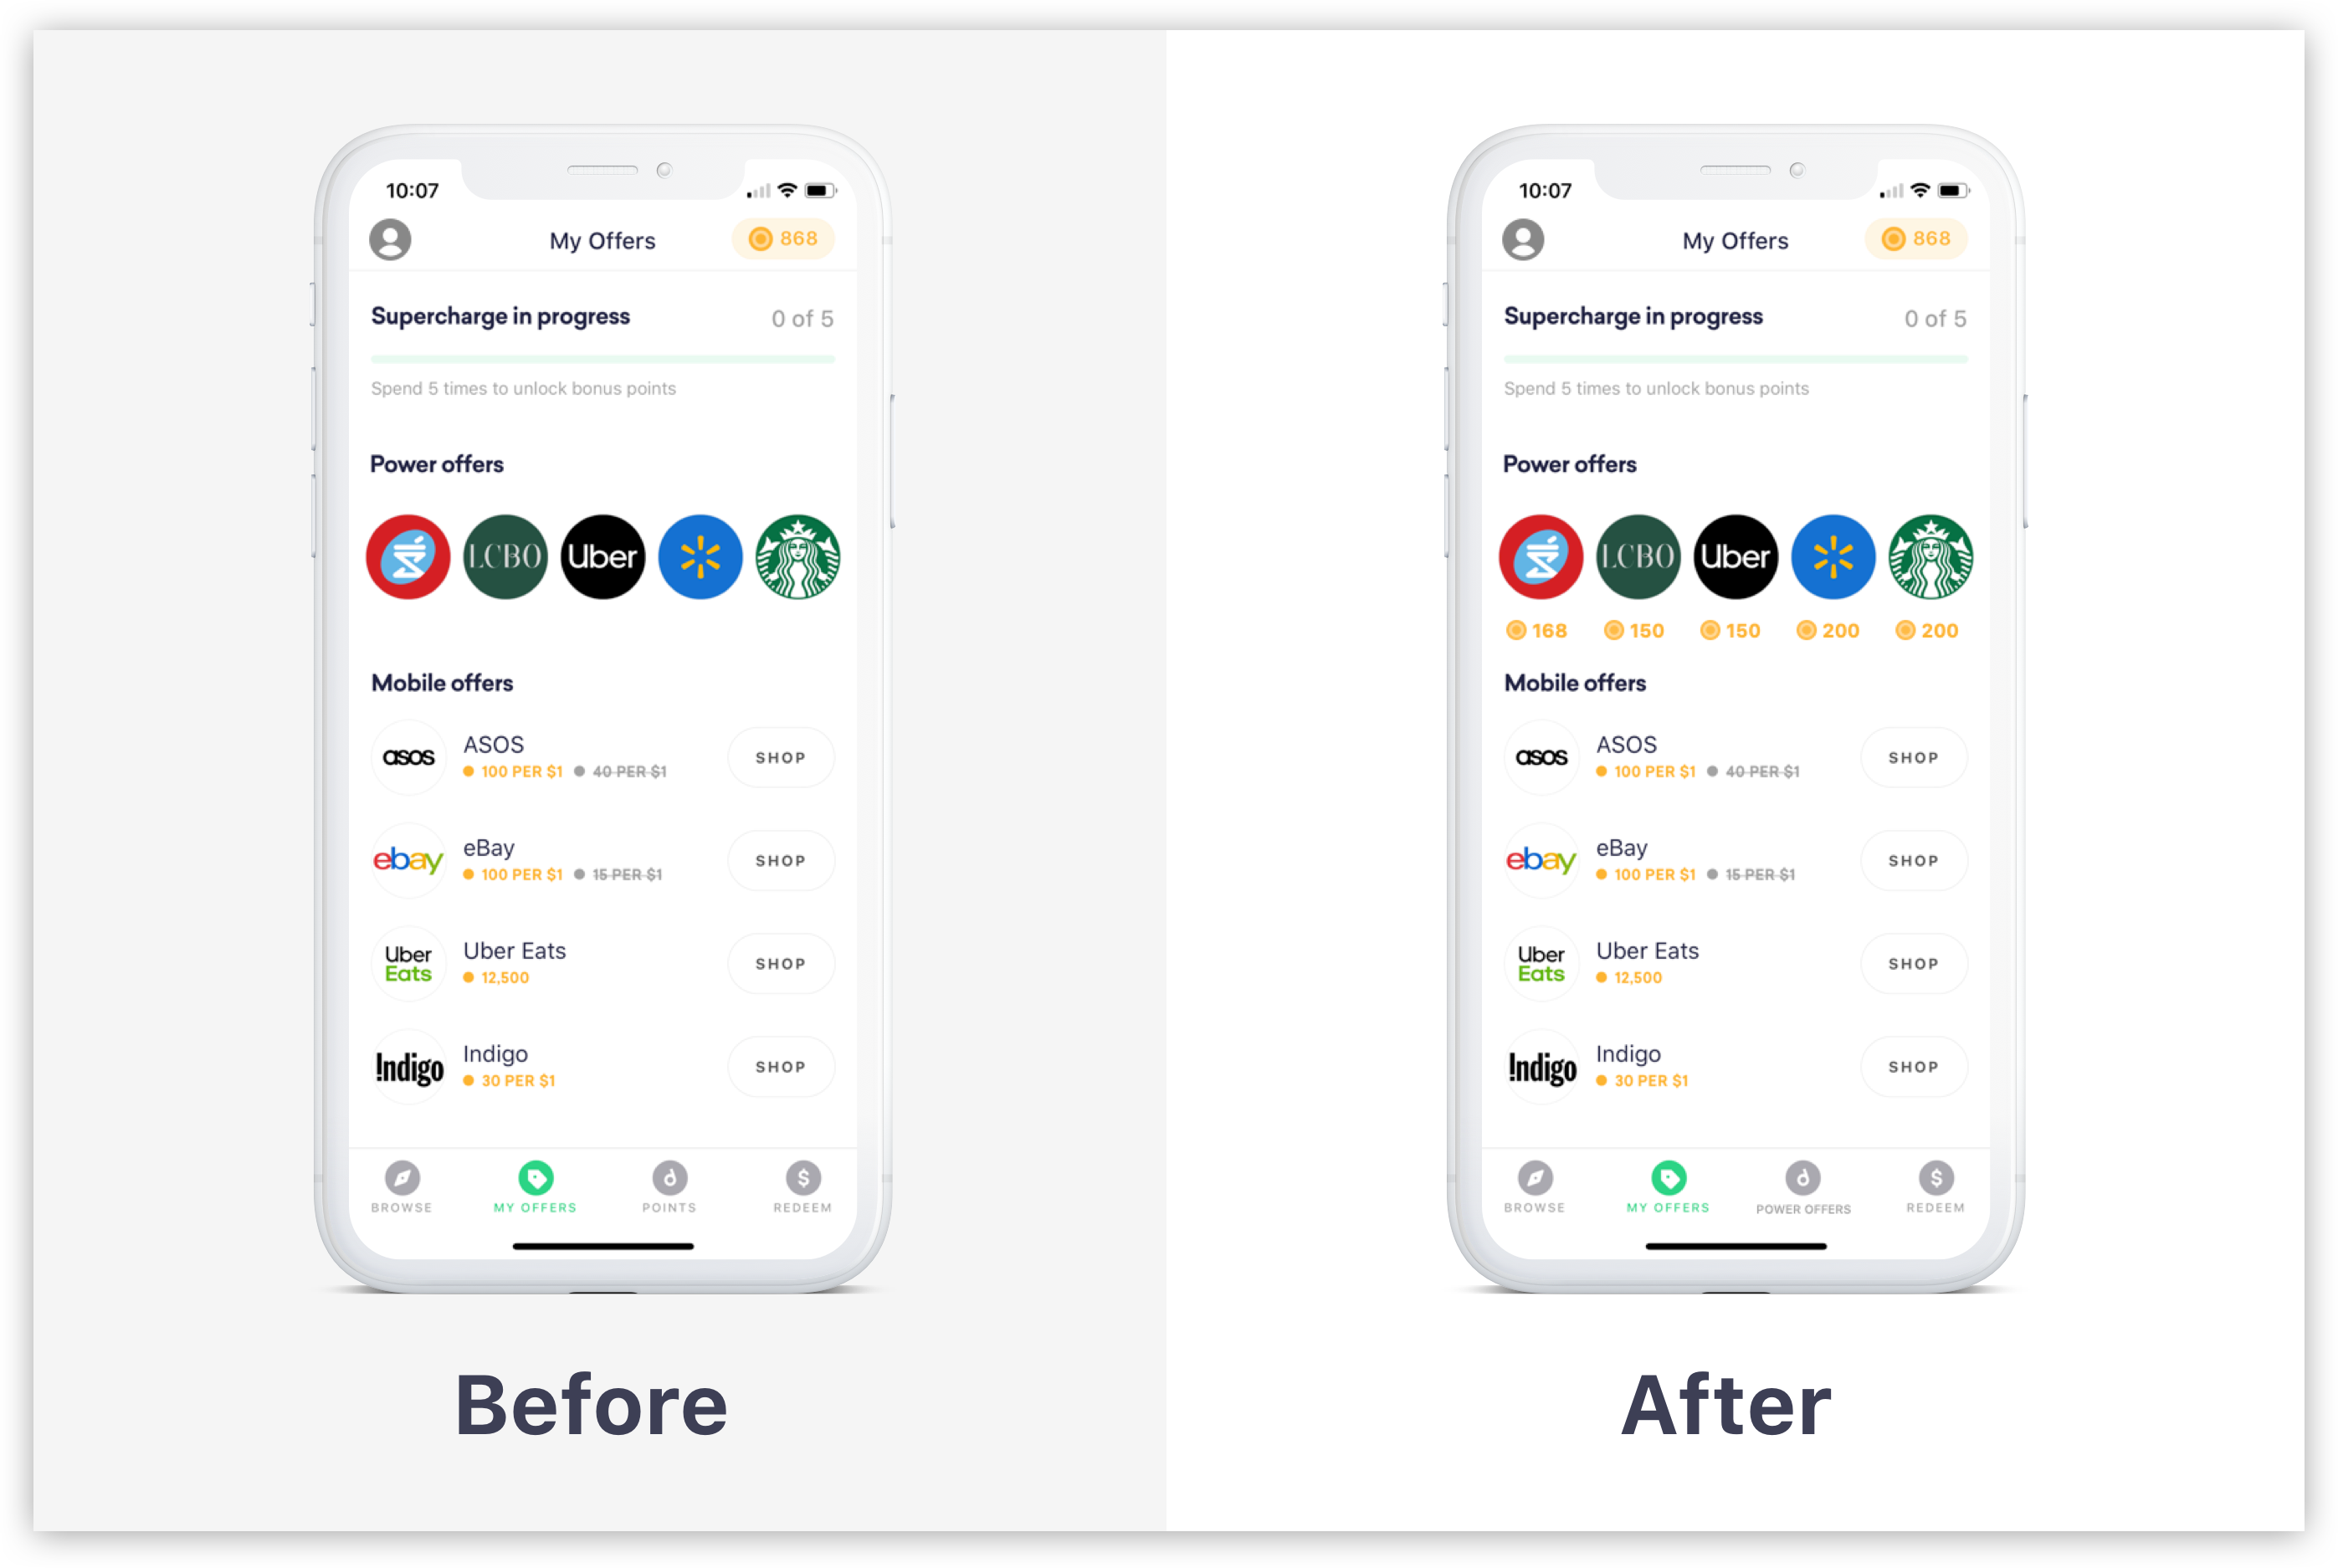 10:07
My Offers
868
Supercharge in progress
0 of 5
Spend 5 times to unlock bonus points
Power offers
LCBO
Uber
Mobile offers
asos
ASOS
100 PER $1
40 PER $1
SHOP
ebay
eBay
100 PER $1
15 PER $1
SHOP
Uber
Eats
Uber Eats
12,500
SHOP
!ndigo
Indigo
30 PER $1
SHOP
BROWSE
MY OFFERS
POINTS
$
REDEEM
Before
10:07
My Offers
868
Supercharge in progress
0 of 5
Spend 5 times to unlock bonus points
Power offers
LCBO
Uber
168
150
150
200
200
Mobile offers
asos
ASOS
100 PER $1
40 PER $1
SHOP
ebay
eBay
100 PER $1
15 PER $1
SHOP
Uber
Eats
Uber Eats
12,500
SHOP
!ndigo
Indigo
30 PER $1
SHOP
BROWSE
MY OFFERS
POWER OFFERS
$
REDEEM
After